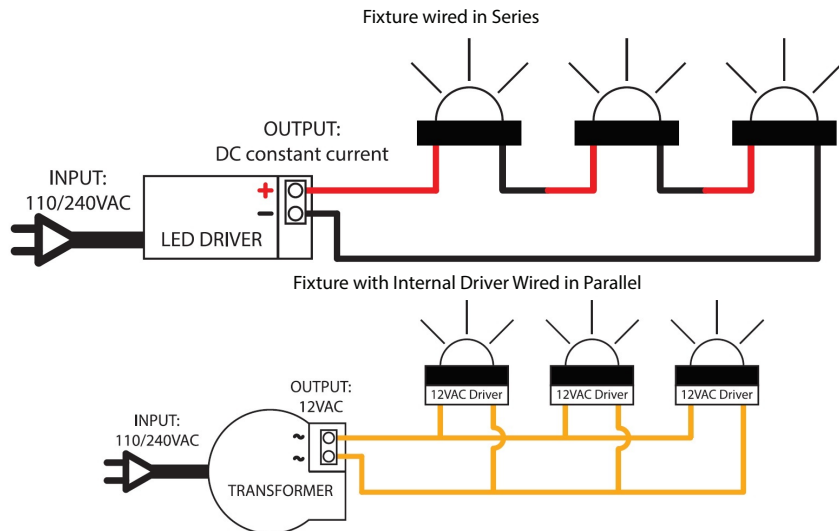 Fixture wired in Series
OUTPUT:
DC constant current
INPUT:
110/240VAC
+
−
LED DRIVER
Fixture with Internal Driver Wired in Parallel
OUTPUT:
12VAC
12VAC Driver
12VAC Driver
12VAC Driver
INPUT:
110/240VAC
~
~
TRANSFORMER